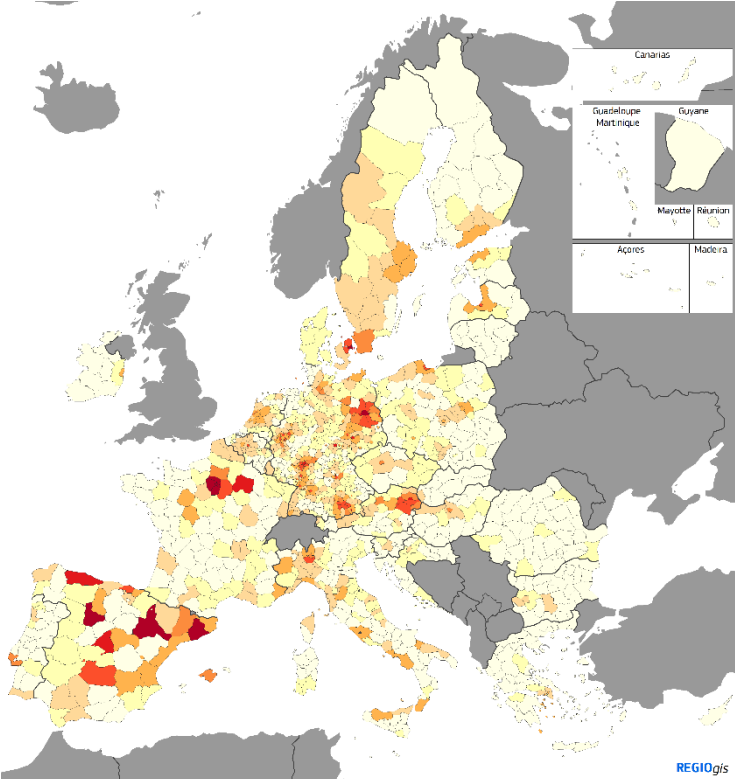 Canarias
Guadeloupe
Martinique
Guyane
Mayotte
Réunion
Açores
Madeira
REGIOgis